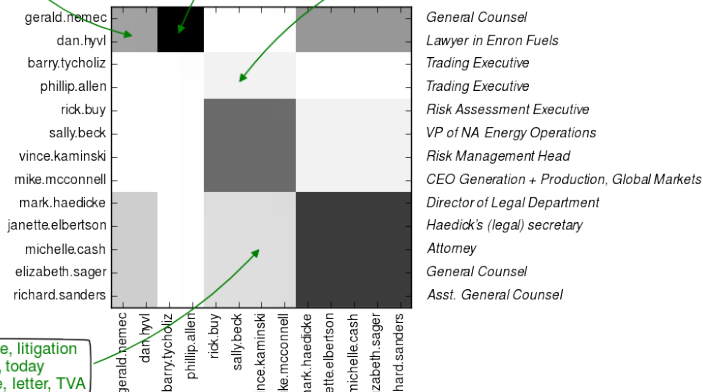 gerald.nemec General Counsel
dan.hyvl Lawyer in Enron Fuels
barry.tycholiz Trading Executive
phillip.allen Trading Executive
rick.buy Risk Assessment Executive
sally.beck VP of NA Energy Operations
vince.kaminski Risk Management Head
mike.mcconnell CEO Generation + Production, Global Markets
mark.haedicke Director of Legal Department
janette.elbertson Haedick's (legal) secretary
michelle.cash Attorney
elizabeth.sager General Counsel
richard.sanders Asst. General Counsel
gerald.nemec
dan.hyvl
barry.tycholiz
phillip.allen
rick.buy
sally.beck
nce.kaminski
ke.mcconnell
ark.haedicke
ette.elbertson
michelle.cash
zabeth.sager
hard.sanders
e, litigation
, today
e, letter, TVA